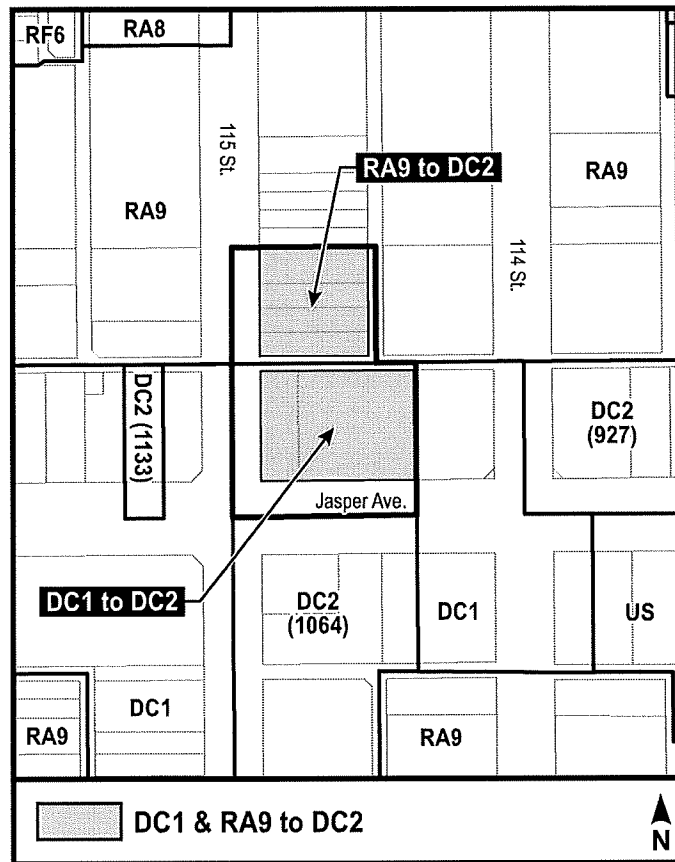 RF6
RA8
115 St.
RA9 to DC2
RA9
RA9
114 St.
DC2 (1133)
DC2
(927)
Jasper Ave.
DC1 to DC2
DC2
(1064)
DC1
US
DC1
RA9
RA9
DC1 & RA9 to DC2
N